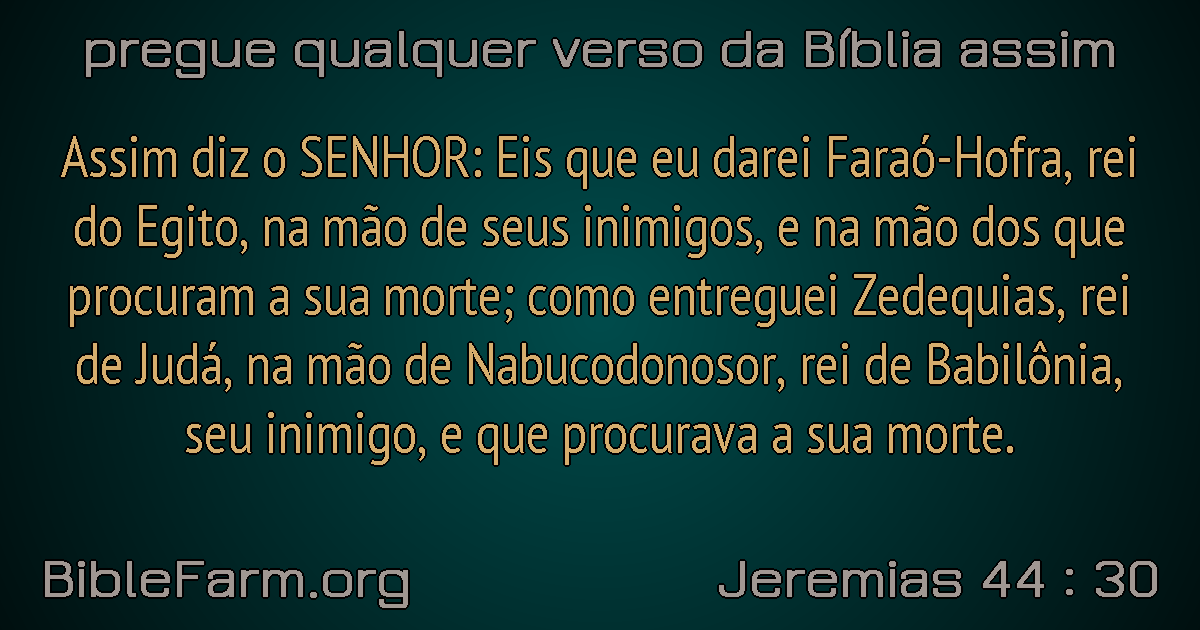 pregue qualquer verso da Bíblia assim
Assim diz o SENHOR: Eis que eu darei Faraó-Hofra, rei
do Egito, na mão de seus inimigos, e na mão dos que
procuram a sua morte; como entreguei Zedequias, rei
de Judá, na mão de Nabucodonosor, rei de Babilônia,
seu inimigo, e que procurava a sua morte.
BibleFarm.org
Jeremias 44 : 30